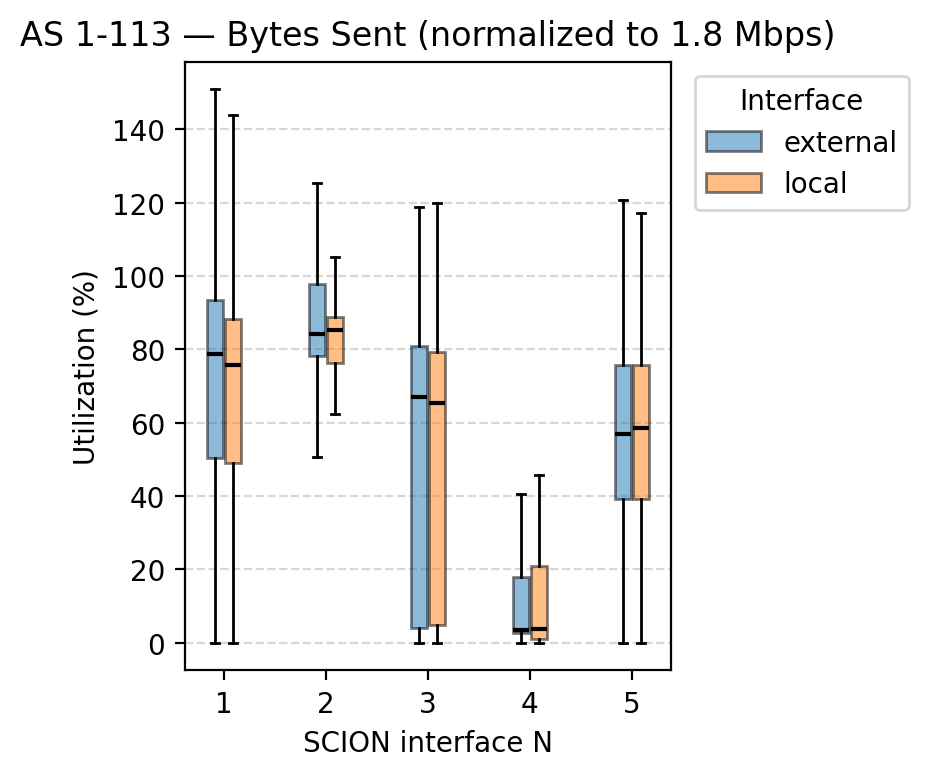 AS 1-113 — Bytes Sent (normalized to 1.8 Mbps)
Interface
external
local
Utilization (%)
140
120
100
80
60
40
20
0
1 2 3 4 5
SCION interface N